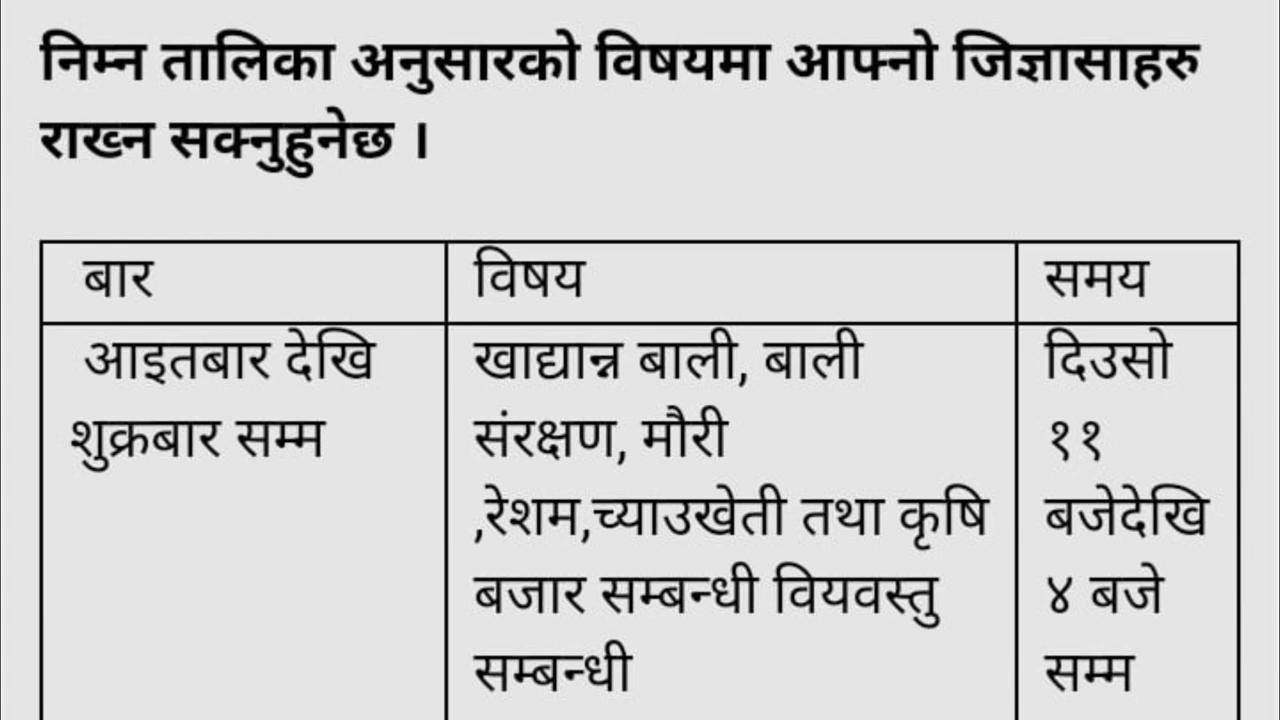 निम्न तालिका अनुसारको विषयमा आफ्नो जिज्ञासाहरु
राख्न सक्नुहुनेछ ।
बार विषय समय
आइतबार देखि खाद्यान्न बाली, बाली दिउसो
शुक्रबार सम्म संरक्षण, मौरी ११
,रेशम,च्याउखेती तथा कृषि बजेदेखि
बजार सम्बन्धी वियवस्तु ४ बजे
सम्बन्धी सम्म